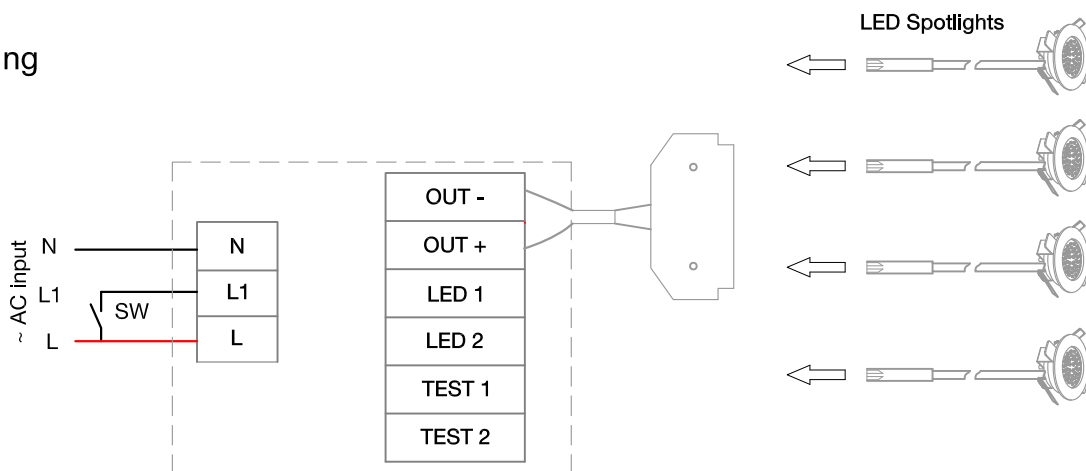 LED Spotlights
ng
OUT -
OUT +
LED 1
LED 2
TEST 1
TEST 2
~ AC input
N
L1
L
SW
N
L1
L